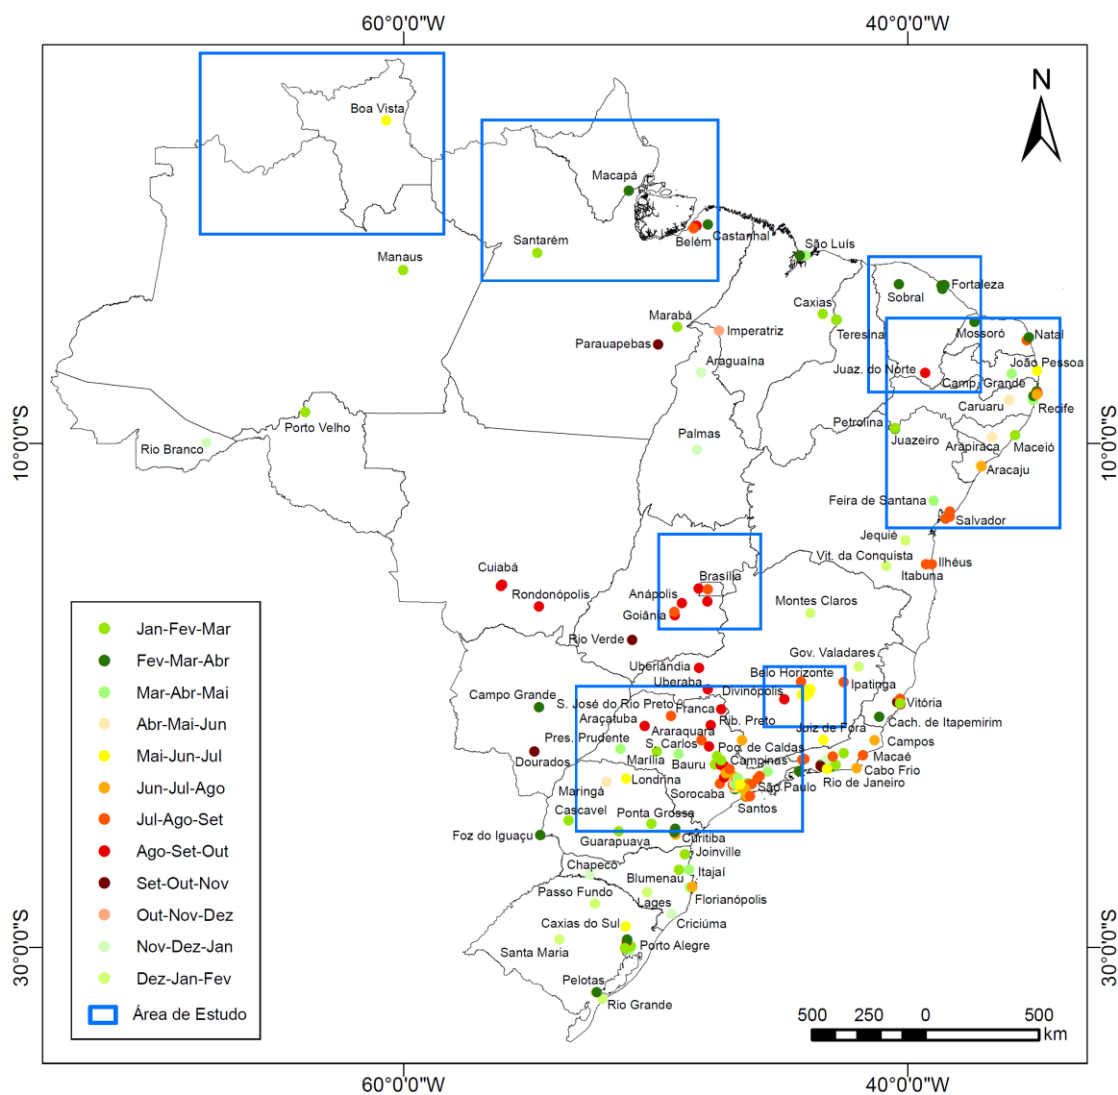 60°0'0"W
40°0'0"W
N
Boa Vista
Macapá
Santarém
Belém
Castanhal
São Luís
Manaus
Sobral
Fortaleza
Caxias
Marabá
Teresina
Mossoró
Natal
Imperatriz
Parauapebas
Araguaína
Juaz. do Norte
João Pessoa
Camp. Grande
Caruaru
Redife
Porto Velho
Petrolina
Juazeiro
Rio Branco
Palmas
Arapiraca
Maceió
10°0'0"S
10°0'0"S
Aracaju
Feira de Santana
Salvador
Jequié
Vit. da Conquista
Ilhéus
Itabuna
Cuiabá
Brasília
Rondonópolis
Anápolis
Goiânia
Montes Claros
Rio Verde
Gov. Valadares
Uberlândia
Belo Horizonte
Uberaba
Divinópolis
Ipatinga
Campo Grande
S. José do Rio Preto
Franca
Vitória
Araçatuba
Rib. Preto
Cach. de Itapemirim
Araraquara
Juiz de Fora
Pres. Prudente
S. Carlos
Poç. de Caldas
Campos
Dourados
Marília
Bauru
Campinas
Macaé
Cabo Frio
Londrina
Rio de Janeiro
Maringá
Sorocaba
São Paulo
Santos
Cascavel
Ponta Grossa
Foz do Iguaçu
Guarapuava
Curitiba
Joinville
Chapecó
Blumenau
Itajaí
Passo Fundo
Lages
Florianópolis
Caxias do Sul
Criciúma
Santa Maria
Porto Alegre
30°0'0"S
30°0'0"S
Pelotas
Rio Grande
Jan-Fev-Mar
Fev-Mar-Abr
Mar-Abr-Mai
Abr-Mai-Jun
Mai-Jun-Jul
Jun-Jul-Ago
Jul-Ago-Set
Ago-Set-Out
Set-Out-Nov
Out-Nov-Dez
Nov-Dez-Jan
Dez-Jan-Fev
Área de Estudo
500 250 0 500
km
60°0'0"W
40°0'0"W